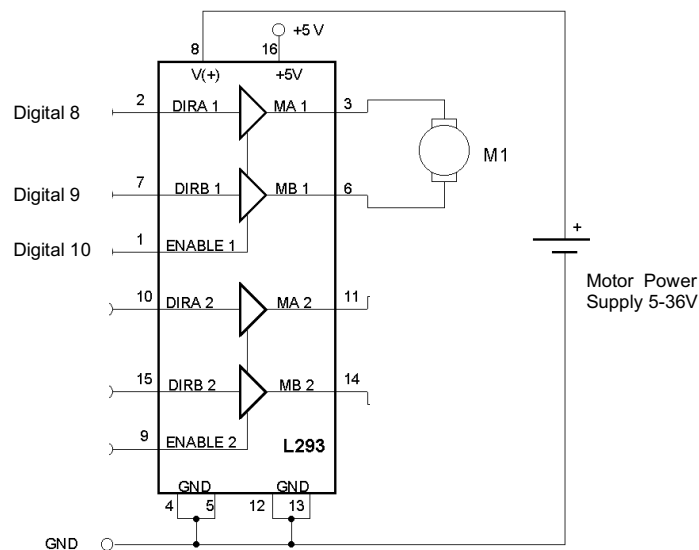 +5 V
8 16
V(+) +5V
Digital 8 2 DIRA 1 MA 1 3
M1
Digital 9 7 DIRB 1 MB 1 6
Digital 10 1 ENABLE 1
+
Motor Power
Supply 5-36V
10 DIRA 2 MA 2 11
15 DIRB 2 MB 2 14
9 ENABLE 2 L293
GND GND
4 5 12 13
GND